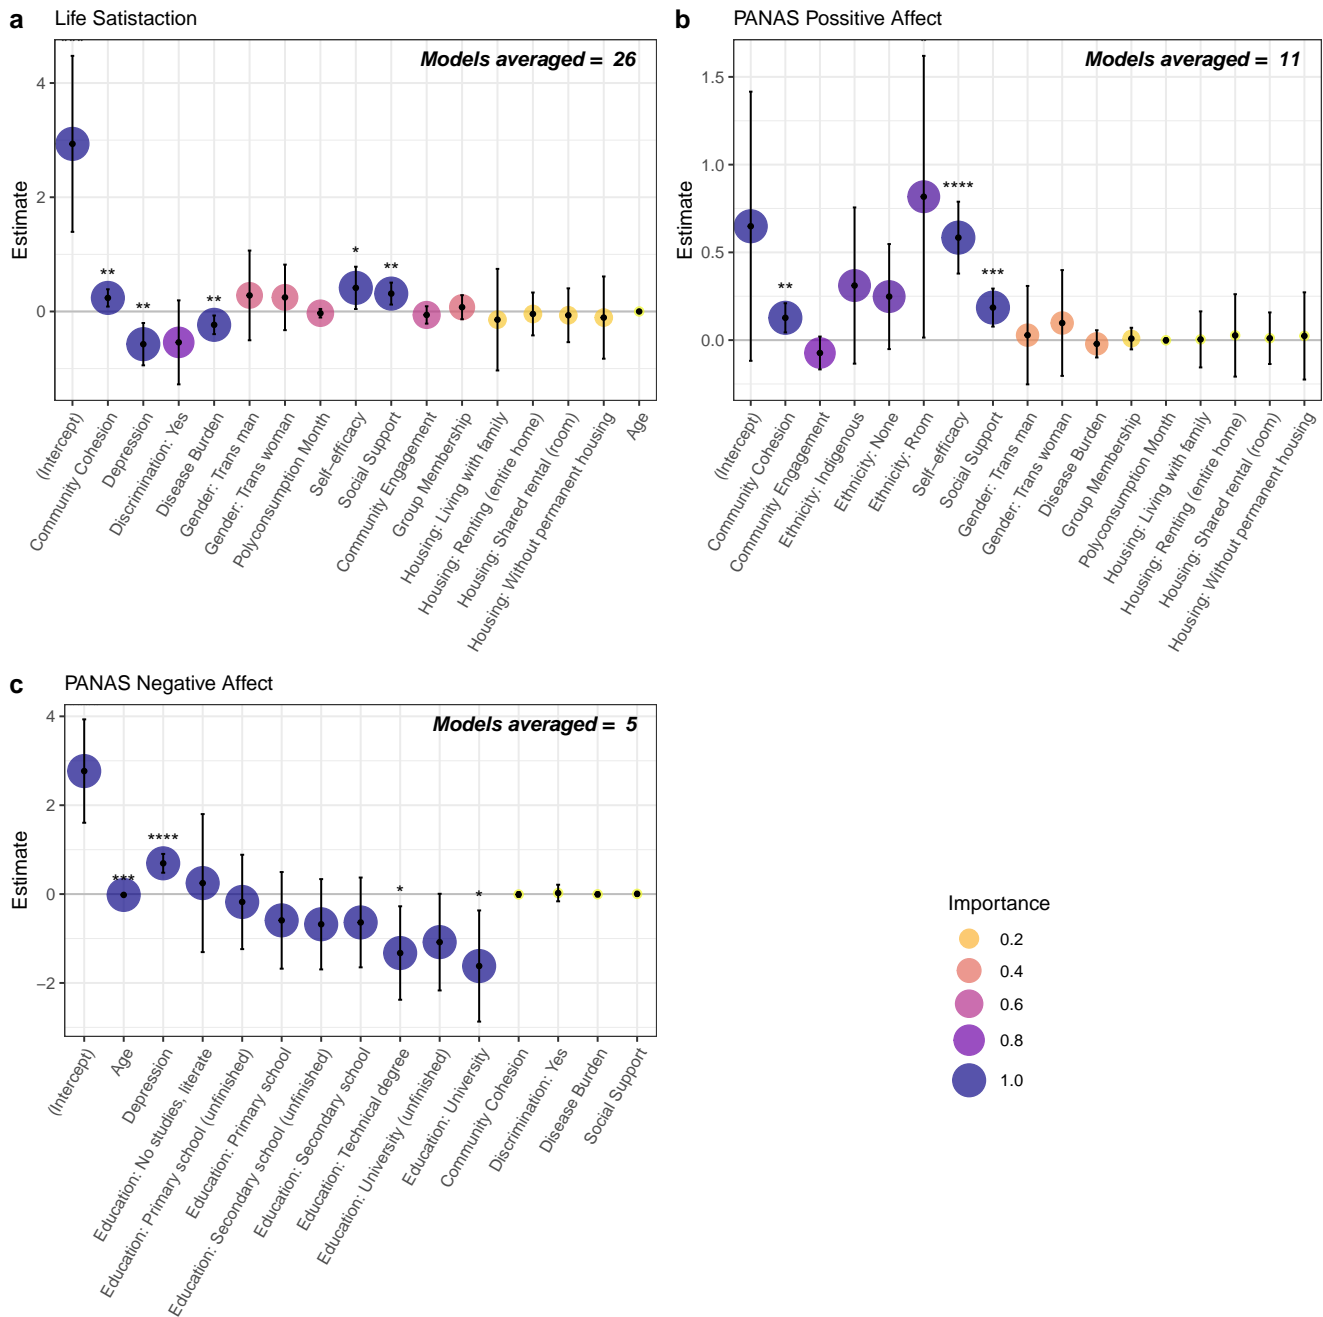 a Life Satistaction
***
Models averaged = 26
Estimate
4
2
0
** ** ** * **
(Intercept)
Community Cohesion
Depression
Discrimination: Yes
Disease Burden
Gender: Trans man
Gender: Trans woman
Polyconsumption Month
Self−efficacy
Social Support
Community Engagement
Group Membership
Housing: Living with family
Housing: Renting (entire home)
Housing: Shared rental (room)
Housing: Without permanent housing
Age
b PANAS Possitive Affect
*
Models averaged = 11
Estimate
1.5
1.0
0.5
0.0
** **** ***
(Intercept)
Community Cohesion
Community Engagement
Ethnicity: Indigenous
Ethnicity: None
Ethnicity: Rrom
Self−efficacy
Social Support
Gender: Trans man
Gender: Trans woman
Disease Burden
Group Membership
Polyconsumption Month
Housing: Living with family
Housing: Renting (entire home)
Housing: Shared rental (room)
Housing: Without permanent housing
c PANAS Negative Affect
Models averaged = 5
Estimate
4
2
0
−2
*** **** * *
(Intercept)
Age
Depression
Education: No studies, literate
Education: Primary school (unfinished)
Education: Primary school
Education: Secondary school (unfinished)
Education: Secondary school
Education: Technical degree
Education: University (unfinished)
Education: University
Community Cohesion
Discrimination: Yes
Disease Burden
Social Support
Importance
0.2
0.4
0.6
0.8
1.0